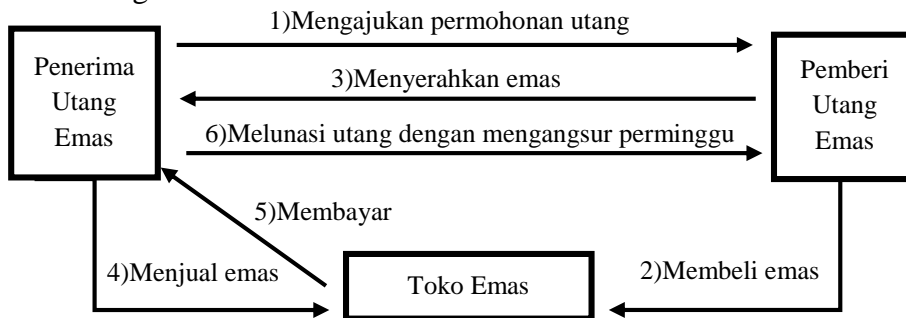 1)Mengajukan permohonan utang
Penerima
Utang
Emas
3)Menyerahkan emas
Pemberi
Utang
Emas
6)Melunasi utang dengan mengangsur perminggu
5)Membayar
4)Menjual emas
Toko Emas
2)Membeli emas